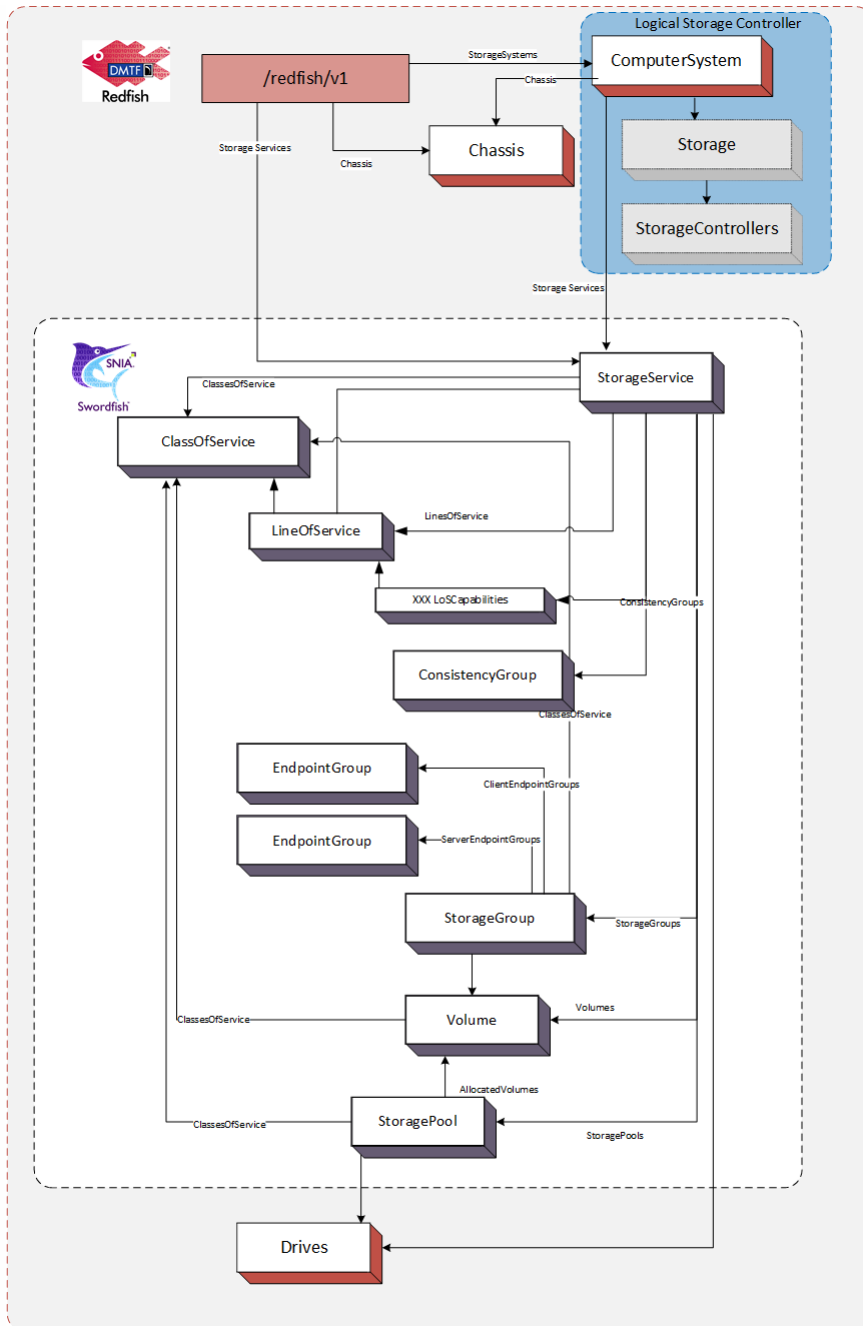 Logical Storage Controller
DMTF
Redfish
/redfish/v1
StorageSystems
ComputerSystem
Chassis
Storage Services
Chassis
Chassis
Storage
StorageControllers
Storage Services
SNIA
Swordfish
StorageService
ClassesOfService
ClassOfService
LineOfService
LinesOfService
XXX LoSCapabilities
ConsistencyGroups
ConsistencyGroup
ClassesOfService
EndpointGroup
ClientEndpointGroups
EndpointGroup
ServerEndpointGroups
StorageGroup
StorageGroups
Volume
Volumes
ClassesOfService
AllocatedVolumes
StoragePool
ClassesOfService
StoragePools
Drives